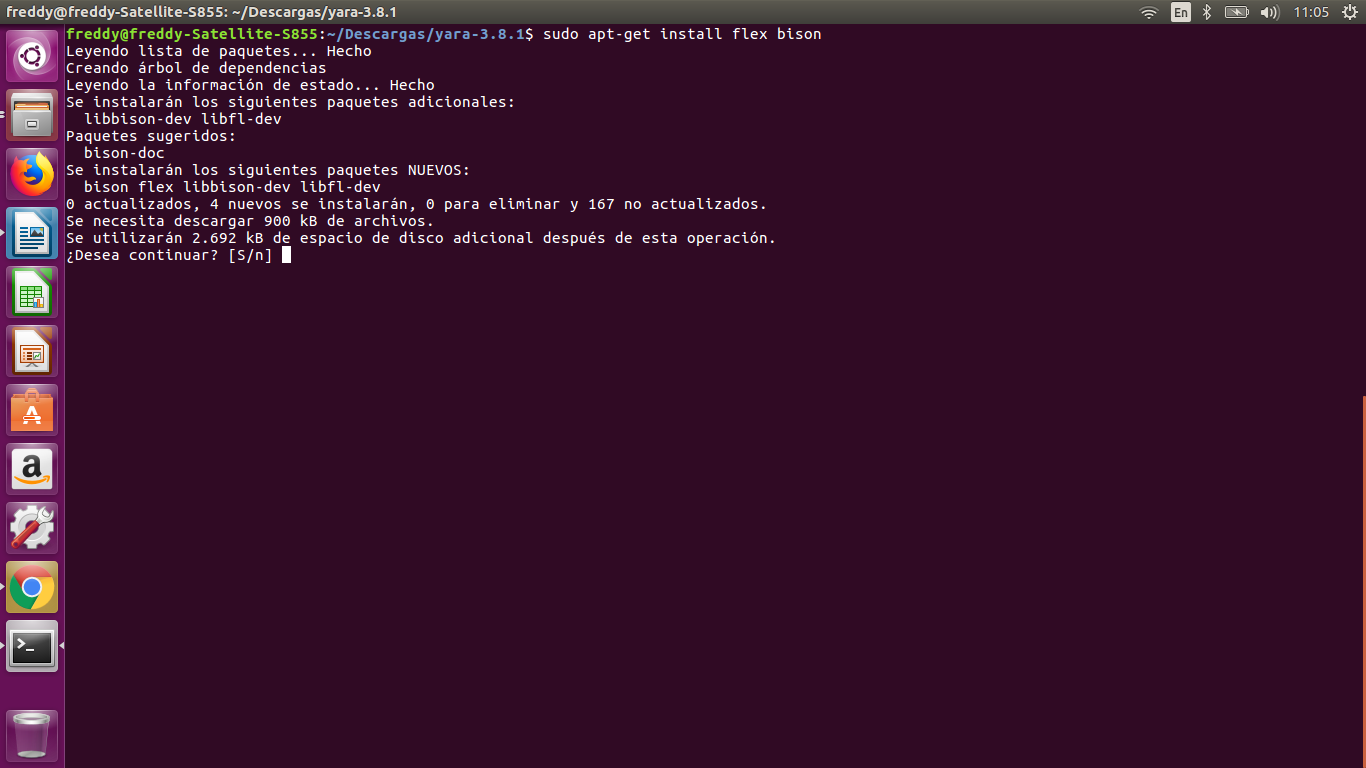 freddy@freddy-Satellite-S855: ~/Descargas/yara-3.8.1
En
11:05
freddy@freddy-Satellite-S855:~/Descargas/yara-3.8.1$ sudo apt-get install flex bison
Leyendo lista de paquetes... Hecho
Creando árbol de dependencias
Leyendo la información de estado... Hecho
Se instalarán los siguientes paquetes adicionales:
  libbison-dev libfl-dev
Paquetes sugeridos:
  bison-doc
Se instalarán los siguientes paquetes NUEVOS:
  bison flex libbison-dev libfl-dev
0 actualizados, 4 nuevos se instalarán, 0 para eliminar y 167 no actualizados.
Se necesita descargar 900 kB de archivos.
Se utilizarán 2.692 kB de espacio de disco adicional después de esta operación.
¿Desea continuar? [S/n]